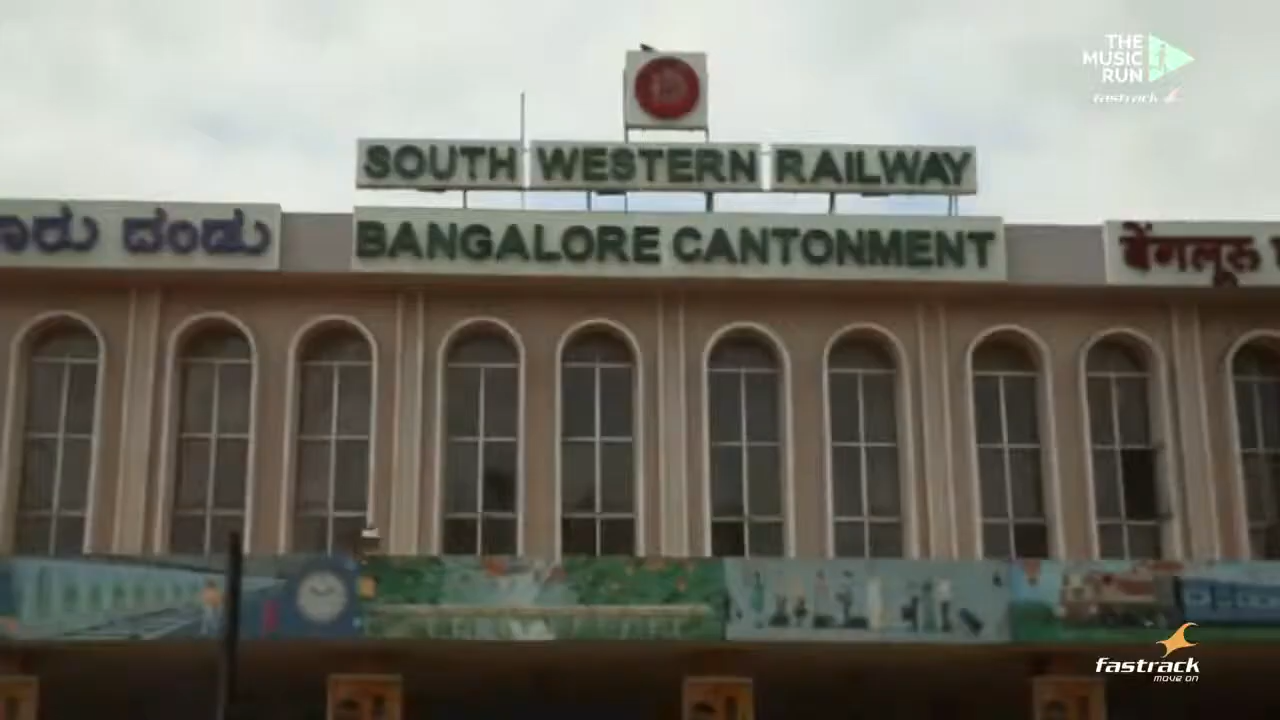 THE
MUSIC
RUN
fastrack
SOUTH WESTERN RAILWAY
ರು ದಂಡು
BANGALORE CANTONMENT
बेंगलूरु
fastrack
move on